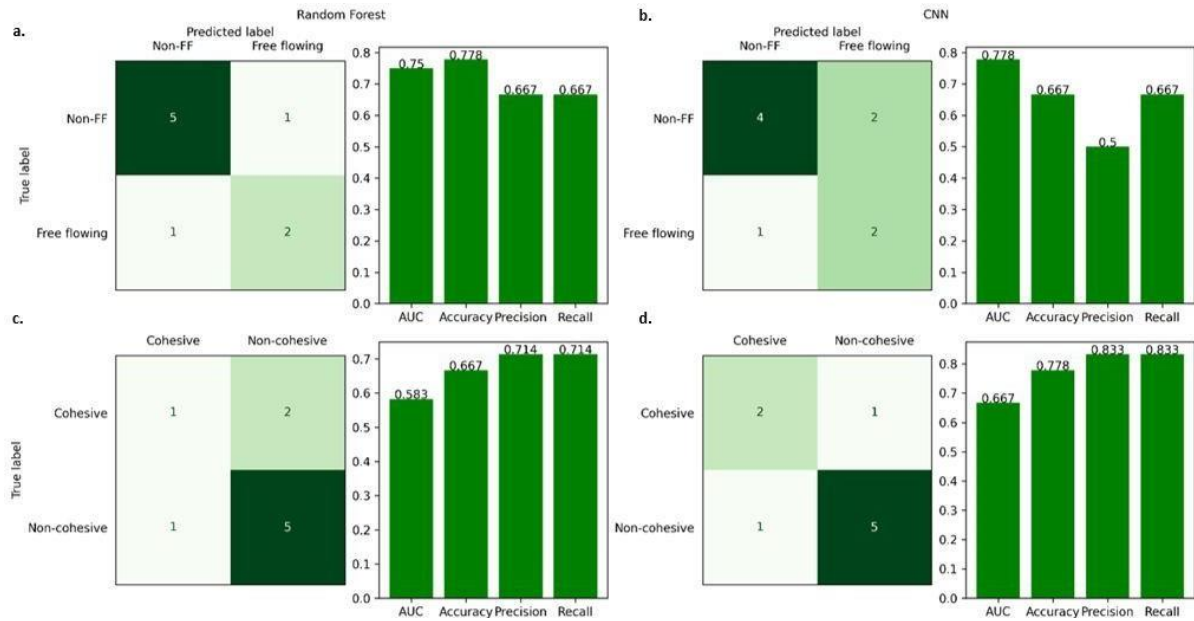 Random Forest
a.
Predicted label
Non-FF Free flowing
Non-FF
Free flowing
True label
5 1
1 2
0.8
0.7
0.6
0.5
0.4
0.3
0.2
0.1
0.0
0.75
0.778
0.667
0.667
AUC Accuracy Precision Recall
CNN
b.
Predicted label
Non-FF Free flowing
Non-FF
Free flowing
4 2
1 2
0.8
0.7
0.6
0.5
0.4
0.3
0.2
0.1
0.0
0.778
0.667
0.5
0.667
AUC Accuracy Precision Recall
c.
Cohesive Non-cohesive
Cohesive
Non-cohesive
True label
1 2
1 5
0.7
0.6
0.5
0.4
0.3
0.2
0.1
0.0
0.583
0.667
0.714
0.714
AUC Accuracy Precision Recall
d.
Cohesive Non-cohesive
Cohesive
Non-cohesive
2 1
1 5
0.8
0.7
0.6
0.5
0.4
0.3
0.2
0.1
0.0
0.667
0.778
0.833
0.833
AUC Accuracy Precision Recall